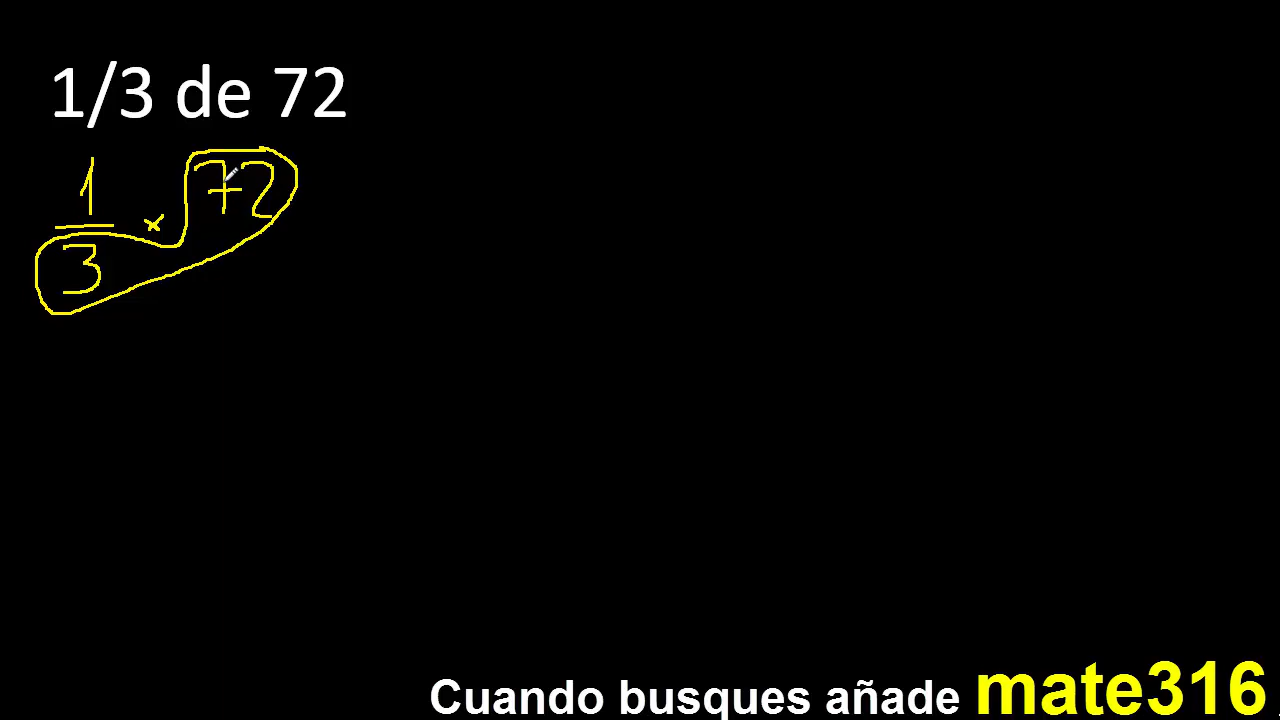 1/3 de 72
1
× 72
3
Cuando busques añade mate316